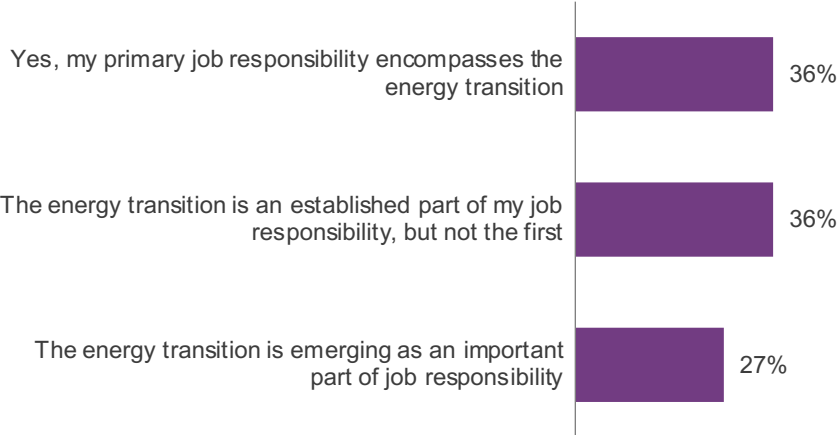 Yes, my primary job responsibility encompasses the
energy transition
36%
The energy transition is an established part of my job
responsibility, but not the first
36%
The energy transition is emerging as an important
part of job responsibility
27%